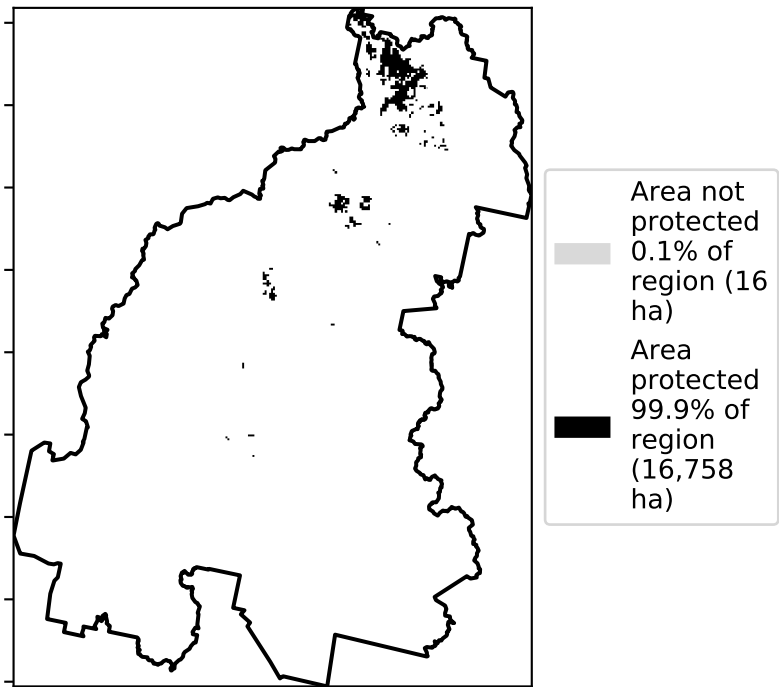 Area not
protected
0.1% of
region (16
ha)
Area
protected
99.9% of
region
(16,758
ha)